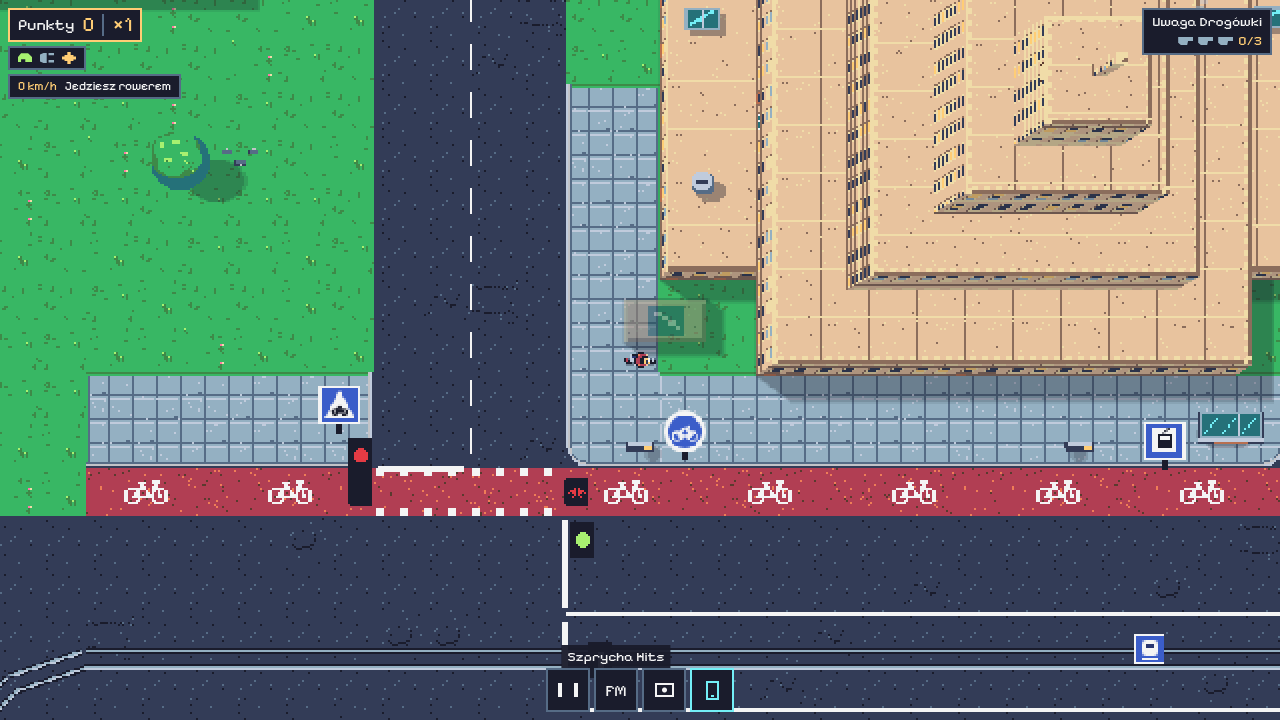 Punkty 0 ×1
Uwaga Drogówki
0/3
0 km/h Jedziesz rowerem
Szprycha Hits
FM